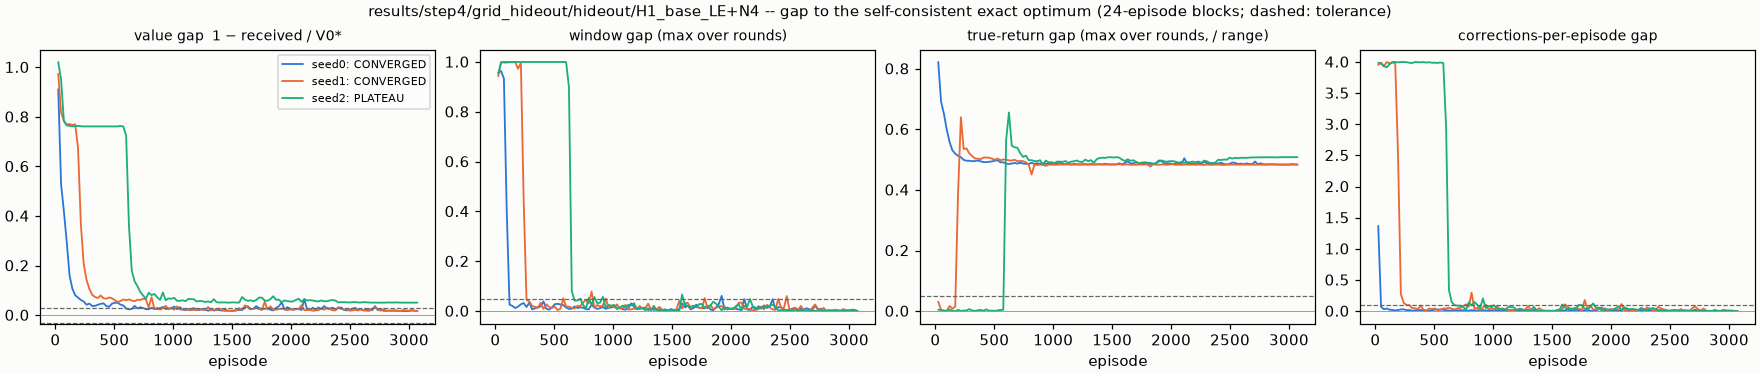 results/step4/grid_hideout/hideout/H1_base_LE+N4 -- gap to the self-consistent exact optimum (24-episode blocks; dashed: tolerance)
value gap  1 − received / V0*
1.0
0.8
0.6
0.4
0.2
0.0
0 500 1000 1500 2000 2500 3000
episode
seed0: CONVERGED
seed1: CONVERGED
seed2: PLATEAU
window gap (max over rounds)
1.0
0.8
0.6
0.4
0.2
0.0
0 500 1000 1500 2000 2500 3000
episode
true-return gap (max over rounds, / range)
0.8
0.6
0.4
0.2
0.0
0 500 1000 1500 2000 2500 3000
episode
corrections-per-episode gap
4.0
3.5
3.0
2.5
2.0
1.5
1.0
0.5
0.0
0 500 1000 1500 2000 2500 3000
episode